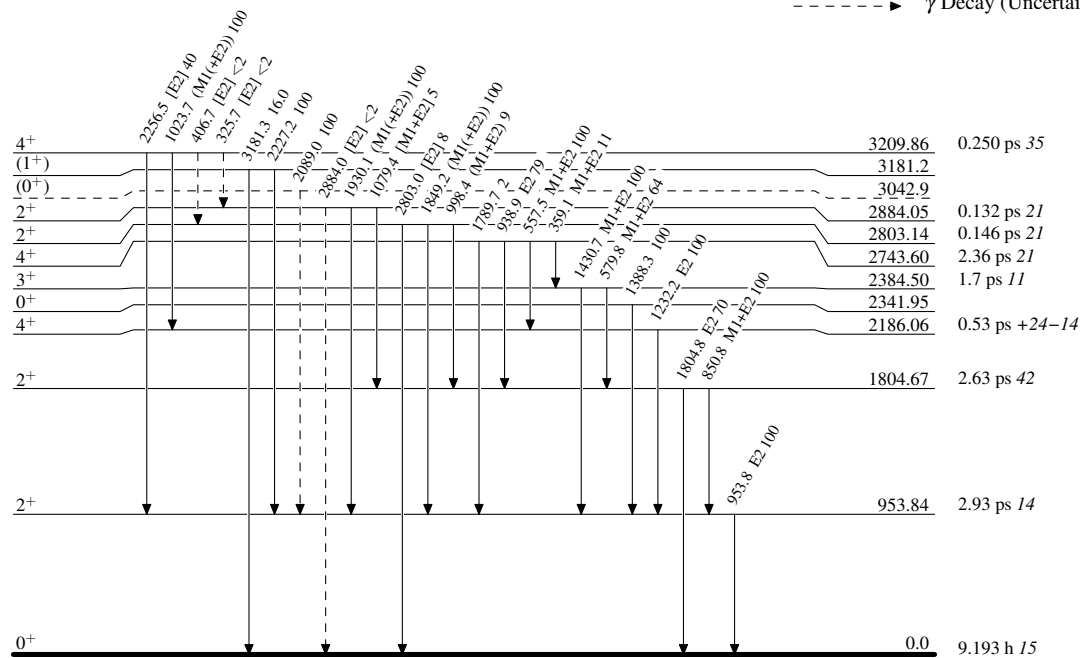 γ Decay (Uncertai
2256.5 [E2] 40
1023.7 (M1(+E2)) 100
406.7 [E2] <2
325.7 [E2] <2
3181.3 16.0
2227.2 100
2089.0 100
2884.0 [E2] <2
1930.1 (M1(+E2)) 100
1079.4 [M1+E2] 5
2803.0 [E2] 8
1849.2 (M1(+E2)) 100
998.4 (M1+E2) 9
1789.7 2
938.9 E2 79
557.5 M1+E2 100
359.1 M1+E2 11
1430.7 M1+E2 100
579.8 M1+E2 64
1388.3 100
1232.2 E2 100
1804.8 E2 70
850.8 M1+E2 100
953.8 E2 100
4+ 3209.86 0.250 ps 35
(1+) 3181.2
(0+) 3042.9
2+ 2884.05 0.132 ps 21
2+ 2803.14 0.146 ps 21
4+ 2743.60 2.36 ps 21
3+ 2384.50 1.7 ps 11
0+ 2341.95
4+ 2186.06 0.53 ps +24−14
2+ 1804.67 2.63 ps 42
2+ 953.84 2.93 ps 14
0+ 0.0 9.193 h 15